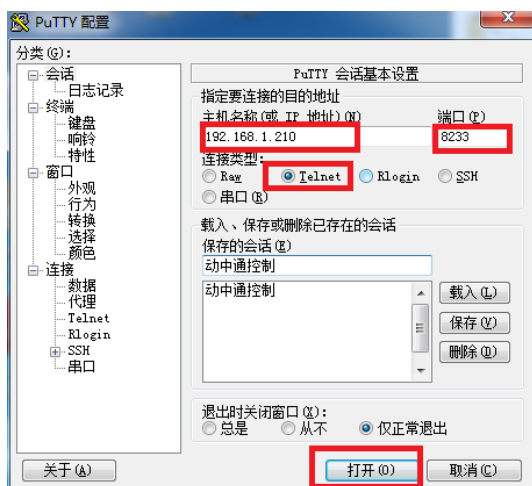 PuTTY 配置
分类(G):
会话
日志记录
终端
键盘
响铃
特性
窗口
外观
行为
转换
选择
颜色
连接
数据
代理
Telnet
Rlogin
SSH
串口
PuTTY 会话基本设置
指定要连接的目的地址
主机名称(或 IP 地址)(N) 端口(P)
192.168.1.210 8233
连接类型:
Raw Telnet Rlogin SSH
串口(R)
载入、保存或删除已存在的会话
保存的会话(E)
动中通控制
动中通控制
载入(L)
保存(V)
删除(D)
退出时关闭窗口(X):
总是 从不 仅正常退出
关于(A) 打开(O) 取消(C)